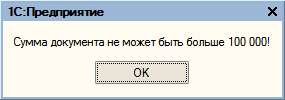 1С:Предприятие
Сумма документа не может быть больше 100 000!
OK